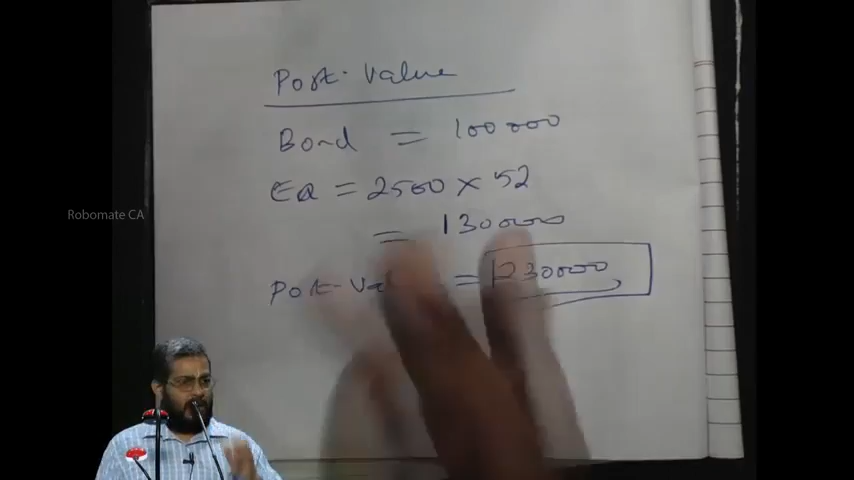 Port. Value
Bond = 100000
EQ = 2500 × 52
= 130000
Port. Val = 230000
Robomate CA